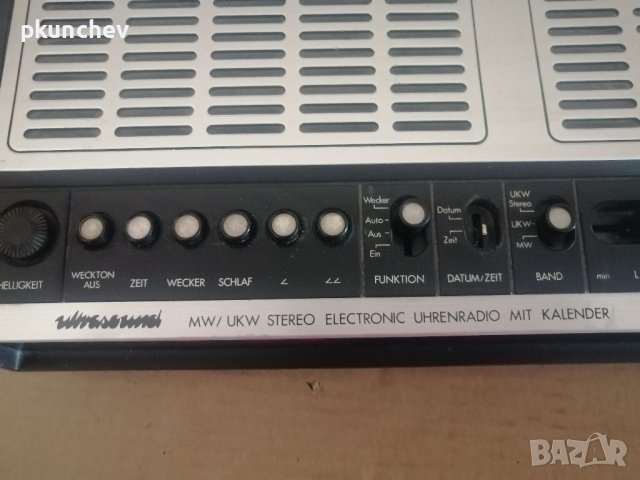 pkunchev
Wecker
Auto
Aus
Ein
Datum
Zeit
UKW
Stereo
UKW
MW
HELLIGKEIT
WECKTON
AUS
ZEIT
WECKER
SCHLAF
<
<<
FUNKTION
DATUM/ZEIT
BAND
min
L
ultrasound
MW/ UKW STEREO ELECTRONIC UHRENRADIO MIT KALENDER
BAZAR
bg